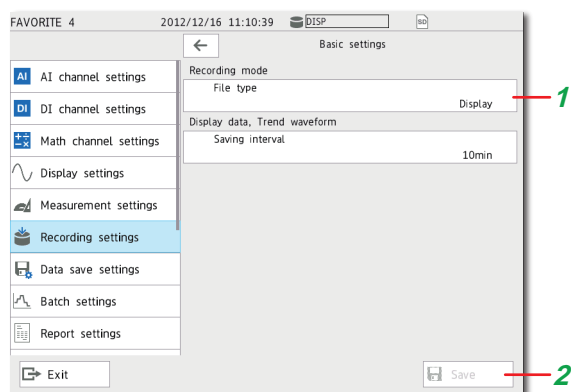 FAVORITE 4 2012/12/16 11:10:39 DISP SD
Basic settings
Recording mode
File type
Display
1
Display data, Trend waveform
Saving interval
10min
AI AI channel settings
DI DI channel settings
Math channel settings
Display settings
Measurement settings
Recording settings
Data save settings
Batch settings
Report settings
Exit
Save
2